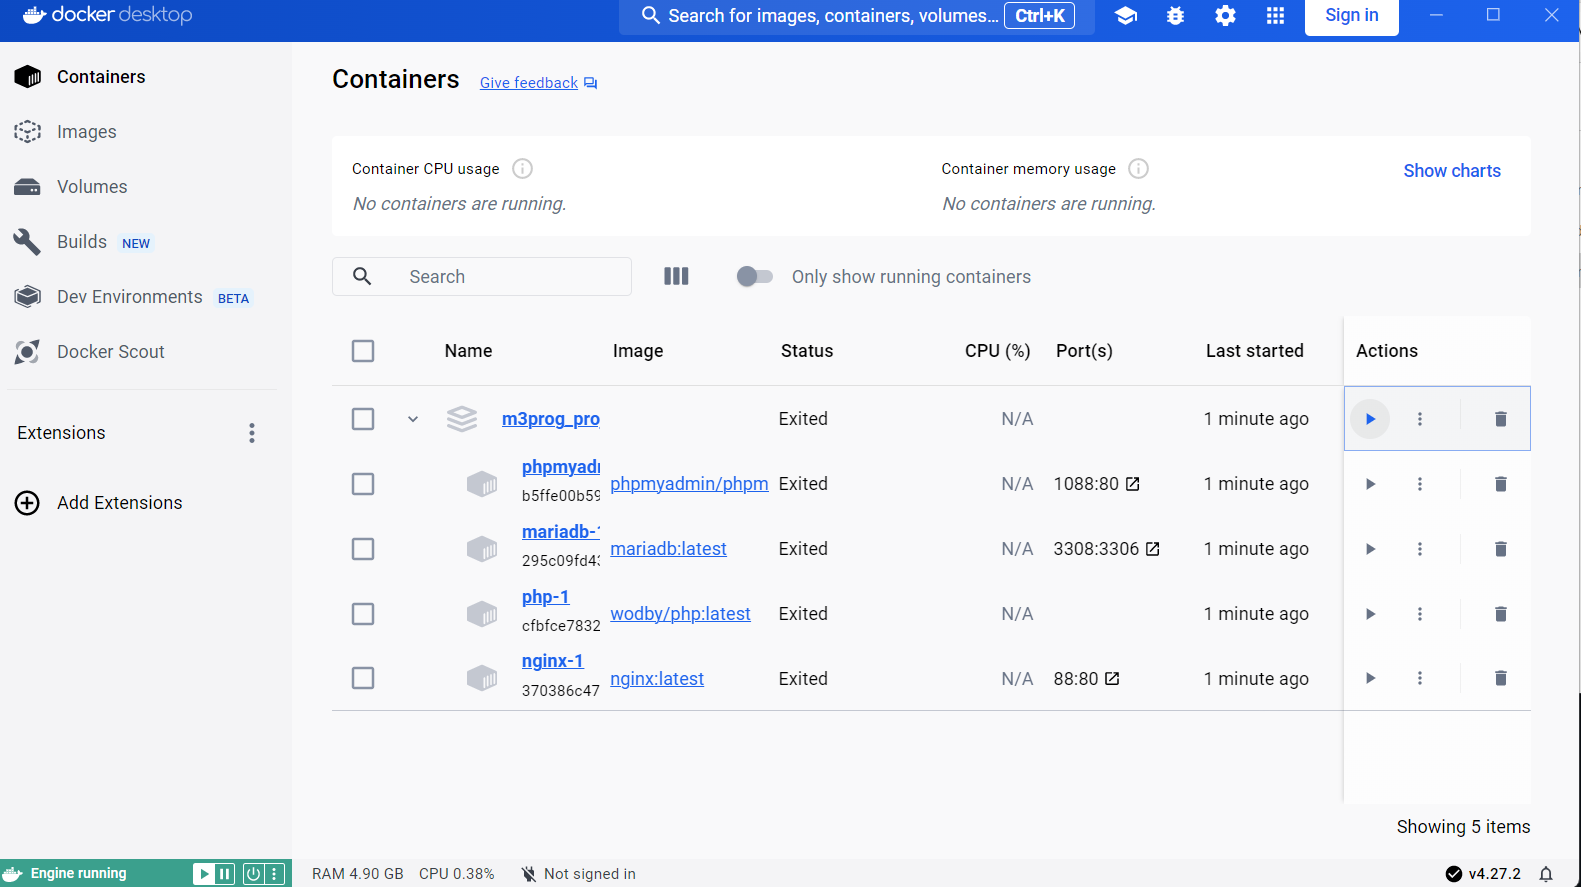 docker desktop
Search for images, containers, volumes... Ctrl+K
Sign in
Containers
Images
Volumes
Builds NEW
Dev Environments BETA
Docker Scout
Extensions
Add Extensions
Containers Give feedback
Container CPU usage
No containers are running.
Container memory usage
No containers are running.
Show charts
Search
Only show running containers
Name Image Status CPU (%) Port(s) Last started Actions
m3prog_pro Exited N/A 1 minute ago
phpmyadm
b5ffe00b59
phpmyadmin/phpm Exited N/A 1088:80 1 minute ago
mariadb-1
295c09fd43
mariadb:latest Exited N/A 3308:3306 1 minute ago
php-1
cfbfce7832
wodby/php:latest Exited N/A 1 minute ago
nginx-1
370386c47
nginx:latest Exited N/A 88:80 1 minute ago
Showing 5 items
Engine running
RAM 4.90 GB CPU 0.38% Not signed in
v4.27.2